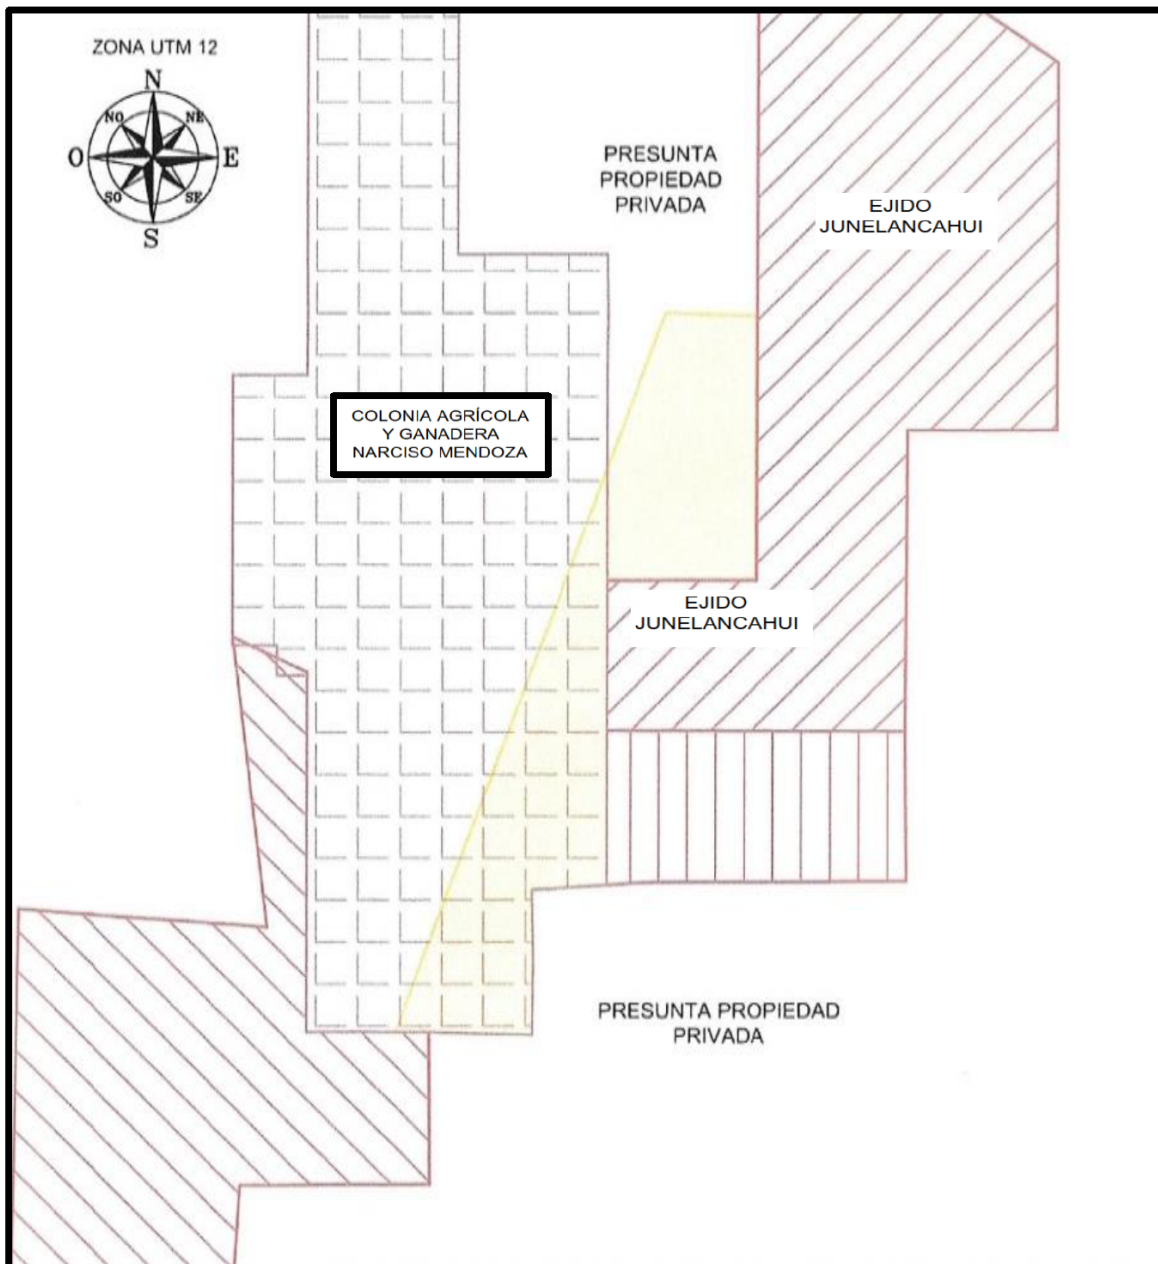 ZONA UTM 12
N
NO
NE
O
E
SO
SE
S
PRESUNTA
PROPIEDAD
PRIVADA
EJIDO
JUNELANCAHUI
COLONIA AGRÍCOLA
Y GANADERA
NARCISO MENDOZA
EJIDO
JUNELANCAHUI
PRESUNTA PROPIEDAD
PRIVADA